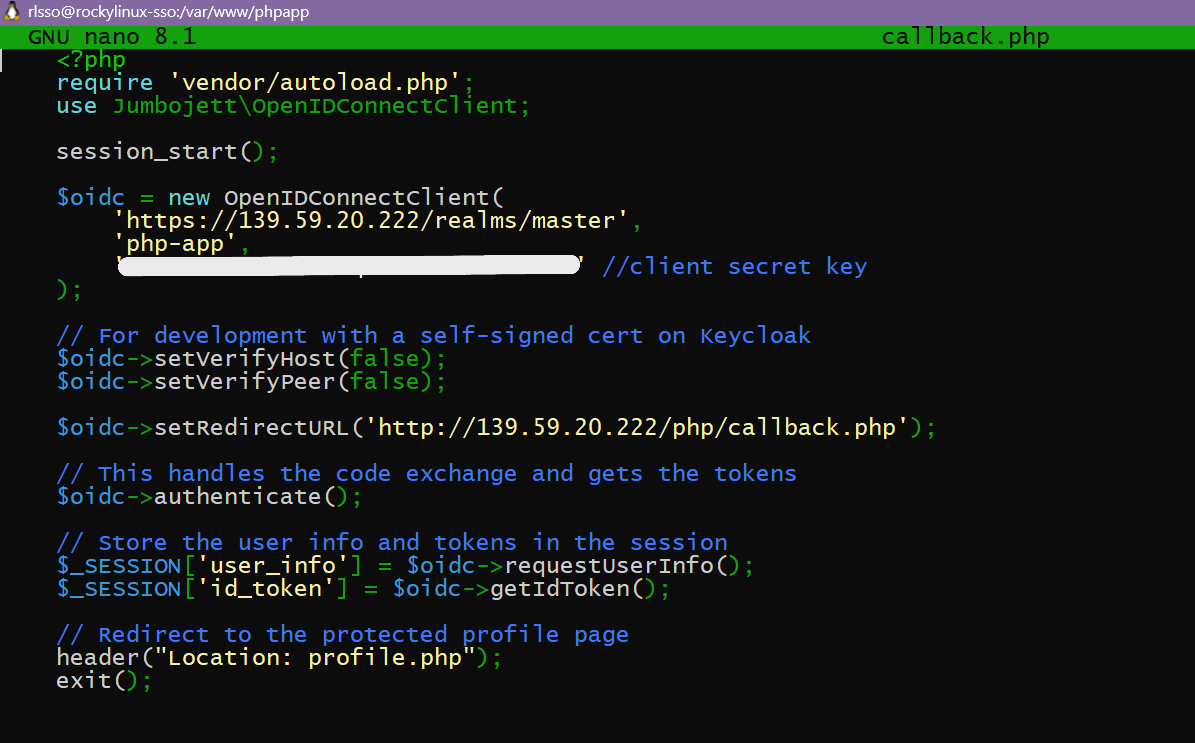 rlsso@rockylinux-sso:/var/www/phpapp
GNU nano 8.1 callback.php
<?php
require 'vendor/autoload.php';
use Jumbojett\OpenIDConnectClient;
session_start();
$oidc = new OpenIDConnectClient(
'https://139.59.20.222/realms/master',
'php-app',
' ' //client secret key
);
// For development with a self-signed cert on Keycloak
$oidc->setVerifyHost(false);
$oidc->setVerifyPeer(false);
$oidc->setRedirectURL('http://139.59.20.222/php/callback.php');
// This handles the code exchange and gets the tokens
$oidc->authenticate();
// Store the user info and tokens in the session
$_SESSION['user_info'] = $oidc->requestUserInfo();
$_SESSION['id_token'] = $oidc->getIdToken();
// Redirect to the protected profile page
header("Location: profile.php");
exit();